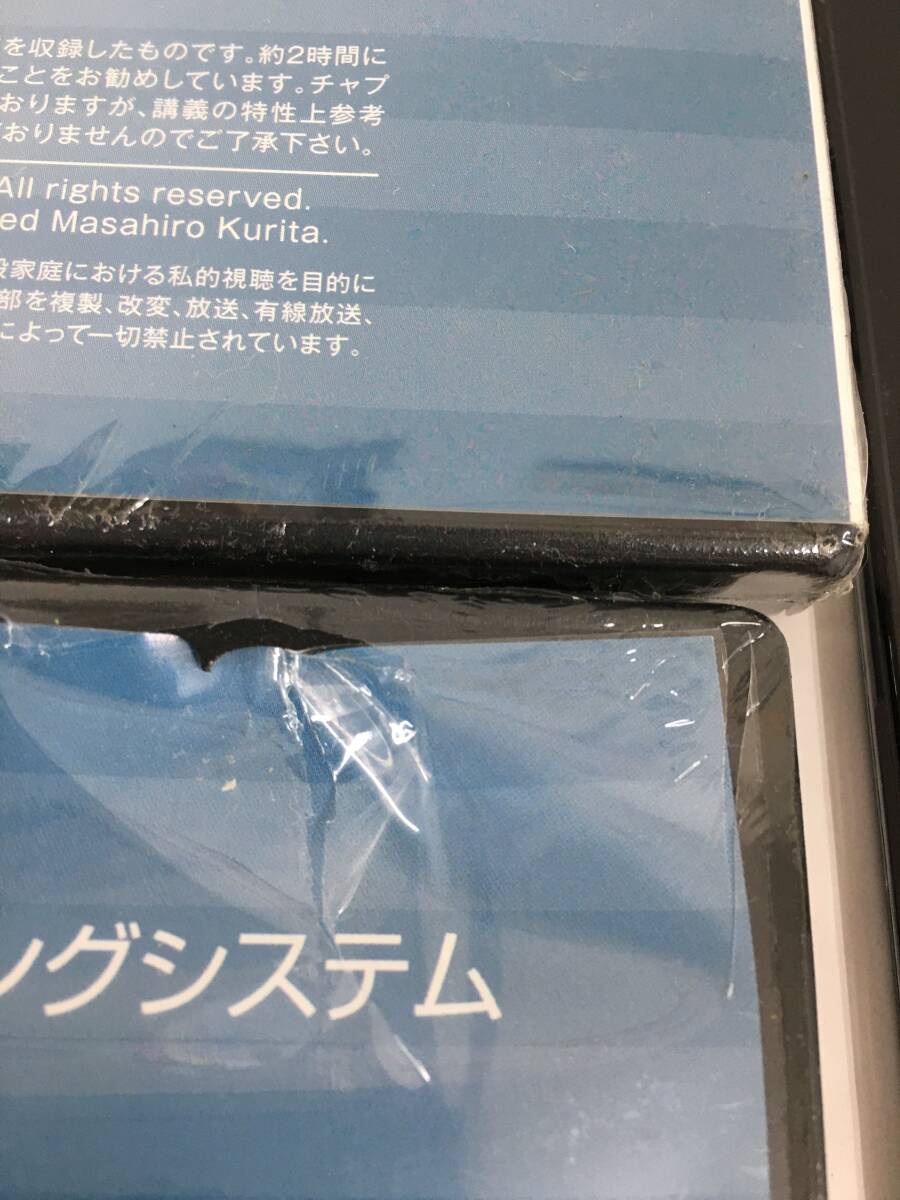 を収録したものです。約2時間に
ことをお勧めしています。チャプ
おりますが、講義の特性上参考
ておりませんのでご了承下さい。
All rights reserved.
ed Masahiro Kurita.
般家庭における私的視聴を目的に
部を複製、改変、放送、有線放送、
によって一切禁止されています。
ングシステム